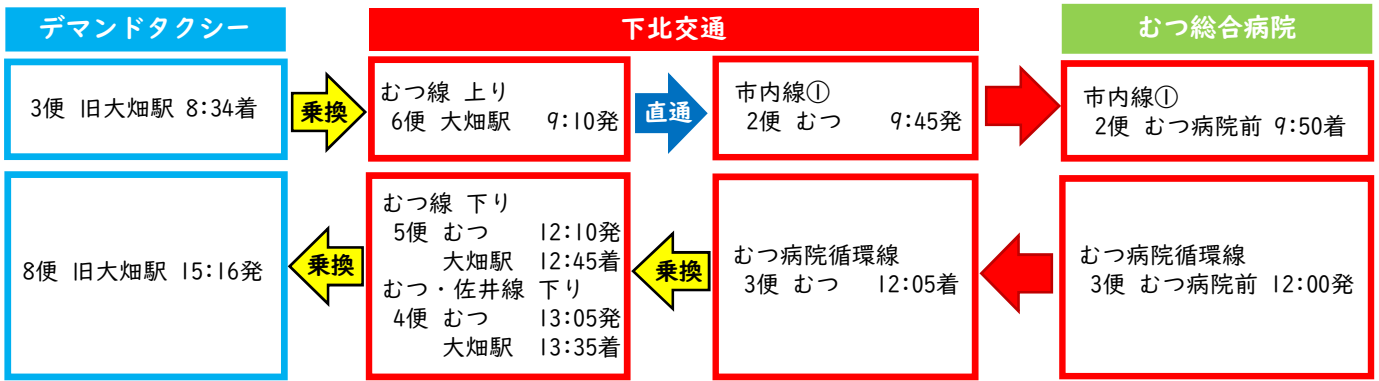 デマンドタクシー
下北交通
むつ総合病院
3便 旧大畑駅 8:34着
乗換
むつ線 上り
6便 大畑駅 9:10発
直通
市内線①
2便 むつ 9:45発
市内線①
2便 むつ病院前 9:50着
8便 旧大畑駅 15:16発
乗換
むつ線 下り
5便 むつ 12:10発
大畑駅 12:45着
むつ・佐井線 下り
4便 むつ 13:05発
大畑駅 13:35着
乗換
むつ病院循環線
3便 むつ 12:05着
むつ病院循環線
3便 むつ病院前 12:00発